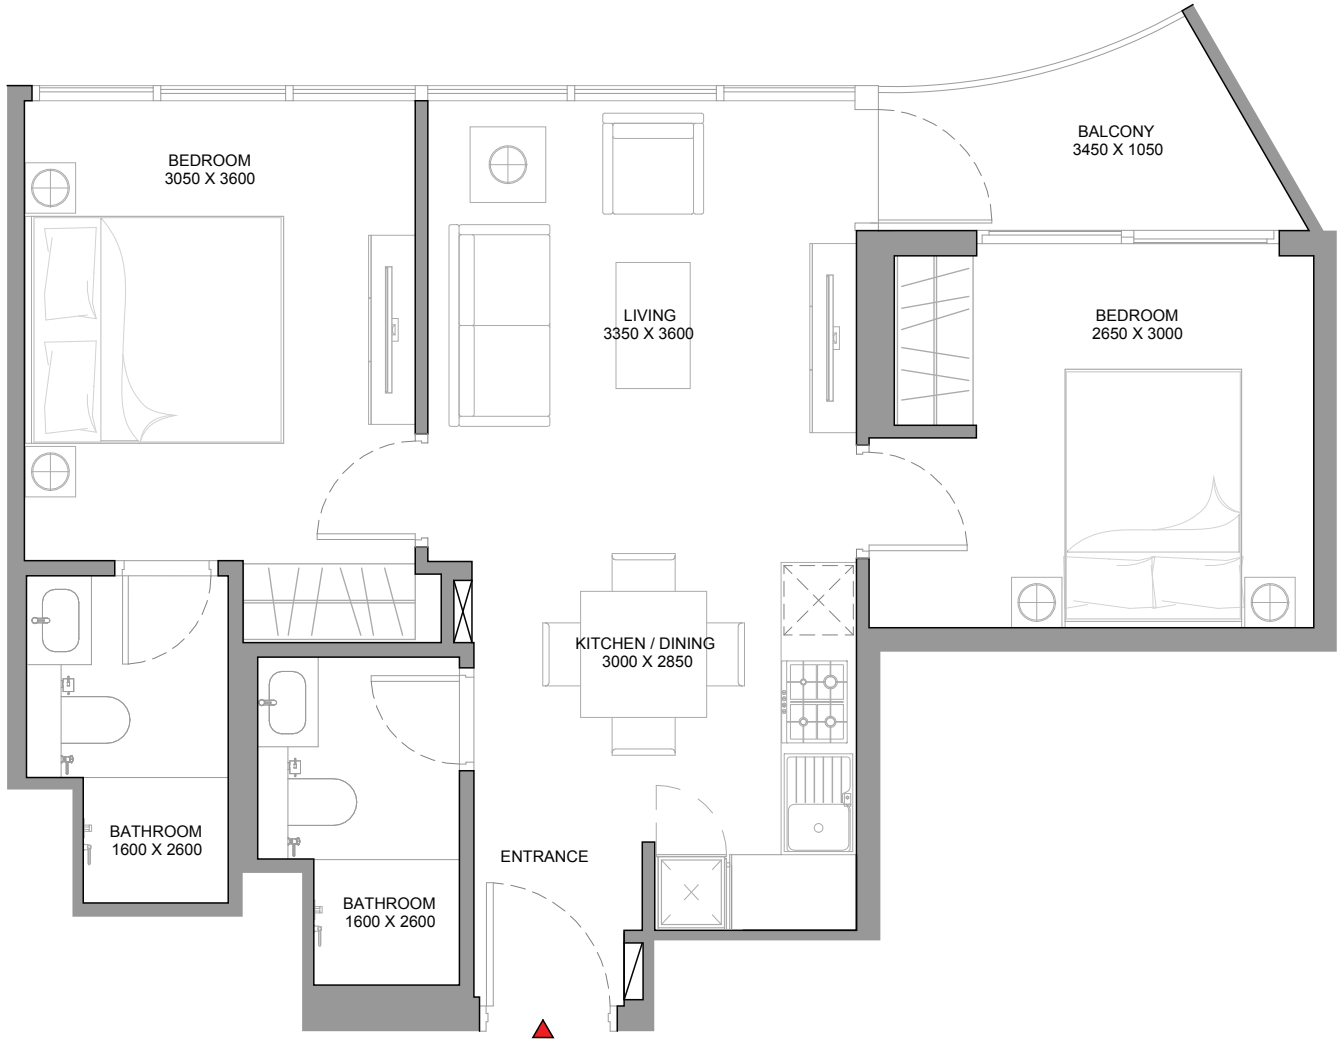 BALCONY
3450 X 1050
BEDROOM
3050 X 3600
LIVING
3350 X 3600
BEDROOM
2650 X 3000
KITCHEN / DINING
3000 X 2850
BATHROOM
1600 X 2600
ENTRANCE
BATHROOM
1600 X 2600